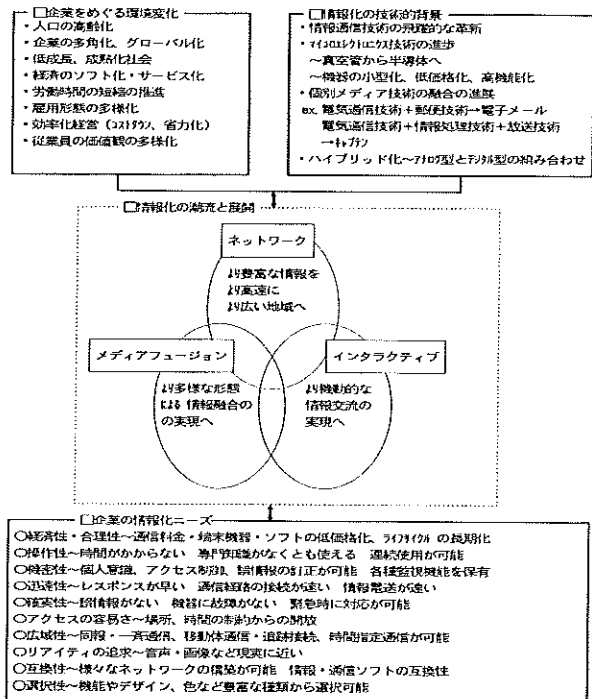 □企業をめぐる環境変化
・人口の高齢化
・企業の多角化、グローバル化
・低成長、成熟化社会
・経済のソフト化・サービス化
・労働時間の短縮の推進
・雇用形態の多様化
・効率化経営（コストダウン、省力化）
・従業員の価値観の多様化
□情報化の技術的背景
・情報通信技術の飛躍的な革新
・マイクロエレクトロニクス技術の進歩
～真空管から半導体へ
～機器の小型化、低価格化、高機能化
・個別メディア技術の融合の進展
ex. 電気通信技術＋郵便技術→電子メール
電気通信技術＋情報処理技術＋放送技術
→キャプテン
・ハイブリッド化～アナログ型とデジタル型の組み合わせ
□情報化の潮流と展開
ネットワーク
より豊富な情報を
より高速に
より広い地域へ
メディアフュージョン
より多様な形態
による情報融合の
の実現へ
インタラクティブ
より機動的な
情報交流の
実現へ
□企業の情報化ニーズ
○経済性・合理性～通信料金・端末機器・ソフトの低価格化、ライフサイクルの長期化
○操作性～時間がかからない　専門知識がなくとも使える　連続使用が可能
○機密性～個人意識、アクセス制御、誤情報の訂正が可能　各種監視機能を保有
○迅速性～レスポンスが早い　通信経路の接続が速い　情報電送が速い
○確実性～誤情報がない　機器に故障がない　緊急時に対応が可能
○アクセスの容易さ～場所、時間の制約からの開放
○広域性～同報・一斉通信、移動体通信・追跡接続、時間指定通信が可能
○リアイティの追求～音声・画像など現実に近い
○互換性～様々なネットワークの構築が可能　情報・通信ソフトの互換性
○選択性～機能やデザイン、色など豊富な種類から選択可能